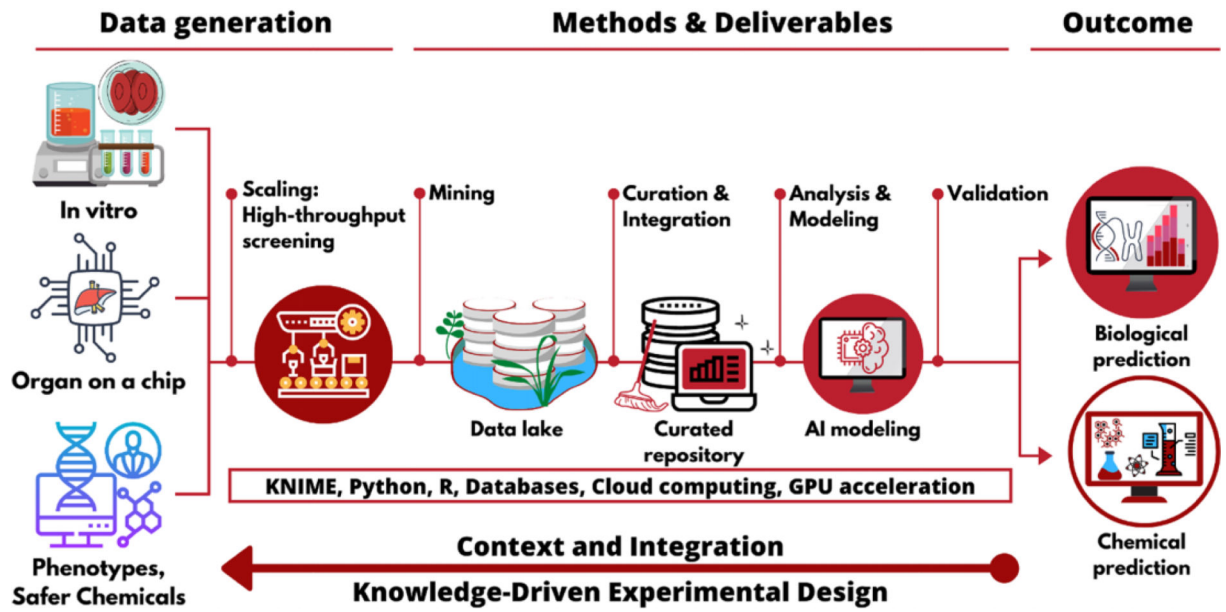 Data generation
Methods & Deliverables
Outcome
In vitro
Organ on a chip
Phenotypes,
Safer Chemicals
Scaling:
High-throughput
screening
Mining
Data lake
Curation &
Integration
Curated
repository
Analysis &
Modeling
AI modeling
Validation
Biological
prediction
Chemical
prediction
KNIME, Python, R, Databases, Cloud computing, GPU acceleration
Context and Integration
Knowledge-Driven Experimental Design